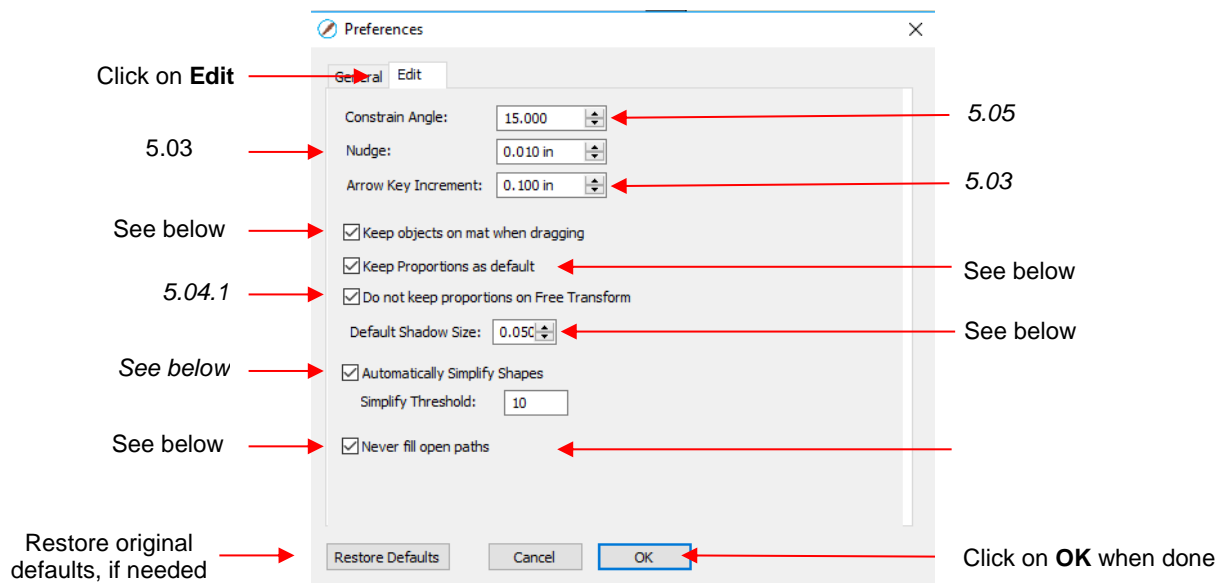 Preferences
Click on Edit
General Edit
Constrain Angle: 15.000
5.05
5.03
Nudge: 0.010 in
Arrow Key Increment: 0.100 in
5.03
See below
Keep objects on mat when dragging
Keep Proportions as default
See below
5.04.1
Do not keep proportions on Free Transform
Default Shadow Size: 0.050
See below
See below
Automatically Simplify Shapes
Simplify Threshold: 10
See below
Never fill open paths
Restore original
defaults, if needed
Restore Defaults Cancel OK
Click on OK when done